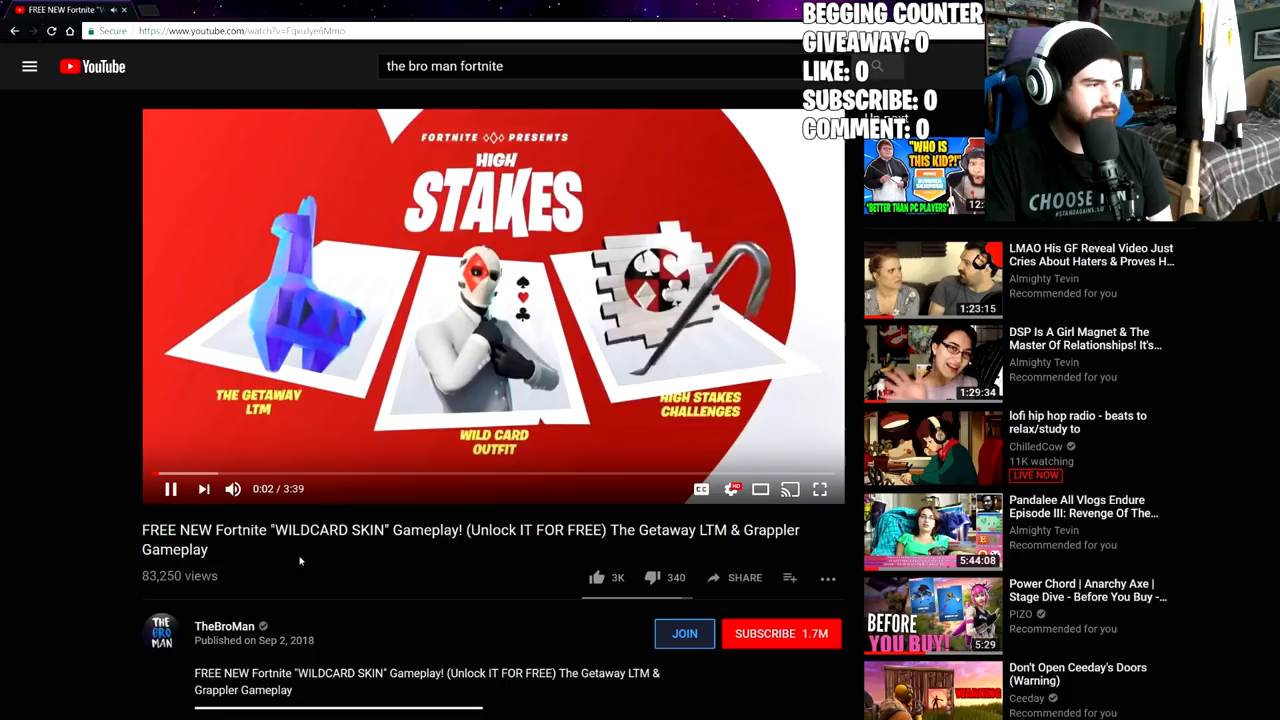 FREE NEW Fortnite "V
Secure
https://www.youtube.com/watch?v=FqxuJye6Mmo
YouTube
the bro man fortnite
BEGGING COUNTER
GIVEAWAY: 0
LIKE: 0
SUBSCRIBE: 0
COMMENT: 0
CHOOSE
FORTNITE PRESENTS
HIGH
STAKES
THE GETAWAY
LTM
WILD CARD
OUTFIT
HIGH STAKES
CHALLENGES
0:02 / 3:39
CC
HD
FREE NEW Fortnite "WILDCARD SKIN" Gameplay! (Unlock IT FOR FREE) The Getaway LTM & Grappler
Gameplay
83,250 views
3K
340
SHARE
THE
BRO
MAN
TheBroMan
Published on Sep 2, 2018
JOIN
SUBSCRIBE 1.7M
FREE NEW Fortnite "WILDCARD SKIN" Gameplay! (Unlock IT FOR FREE) The Getaway LTM &
Grappler Gameplay
Up next
"WHO IS
THIS KID?!"
SUMMER
SKIRMISH
"BETTER THAN PC PLAYERS"
12:
LMAO His GF Reveal Video Just
Cries About Haters & Proves H...
Almighty Tevin
Recommended for you
1:23:15
DSP Is A Girl Magnet & The
Master Of Relationships! It's...
Almighty Tevin
Recommended for you
1:29:34
lofi hip hop radio - beats to
relax/study to
ChilledCow
11K watching
LIVE NOW
Pandalee All Vlogs Endure
Episode III: Revenge Of The...
Almighty Tevin
Recommended for you
5:44:08
Power Chord | Anarchy Axe |
Stage Dive - Before You Buy -...
PIZO
Recommended for you
BEFORE
YOU BUY!
5:29
Don't Open Ceeday's Doors
(Warning)
Ceeday
Recommended for you
WARNING